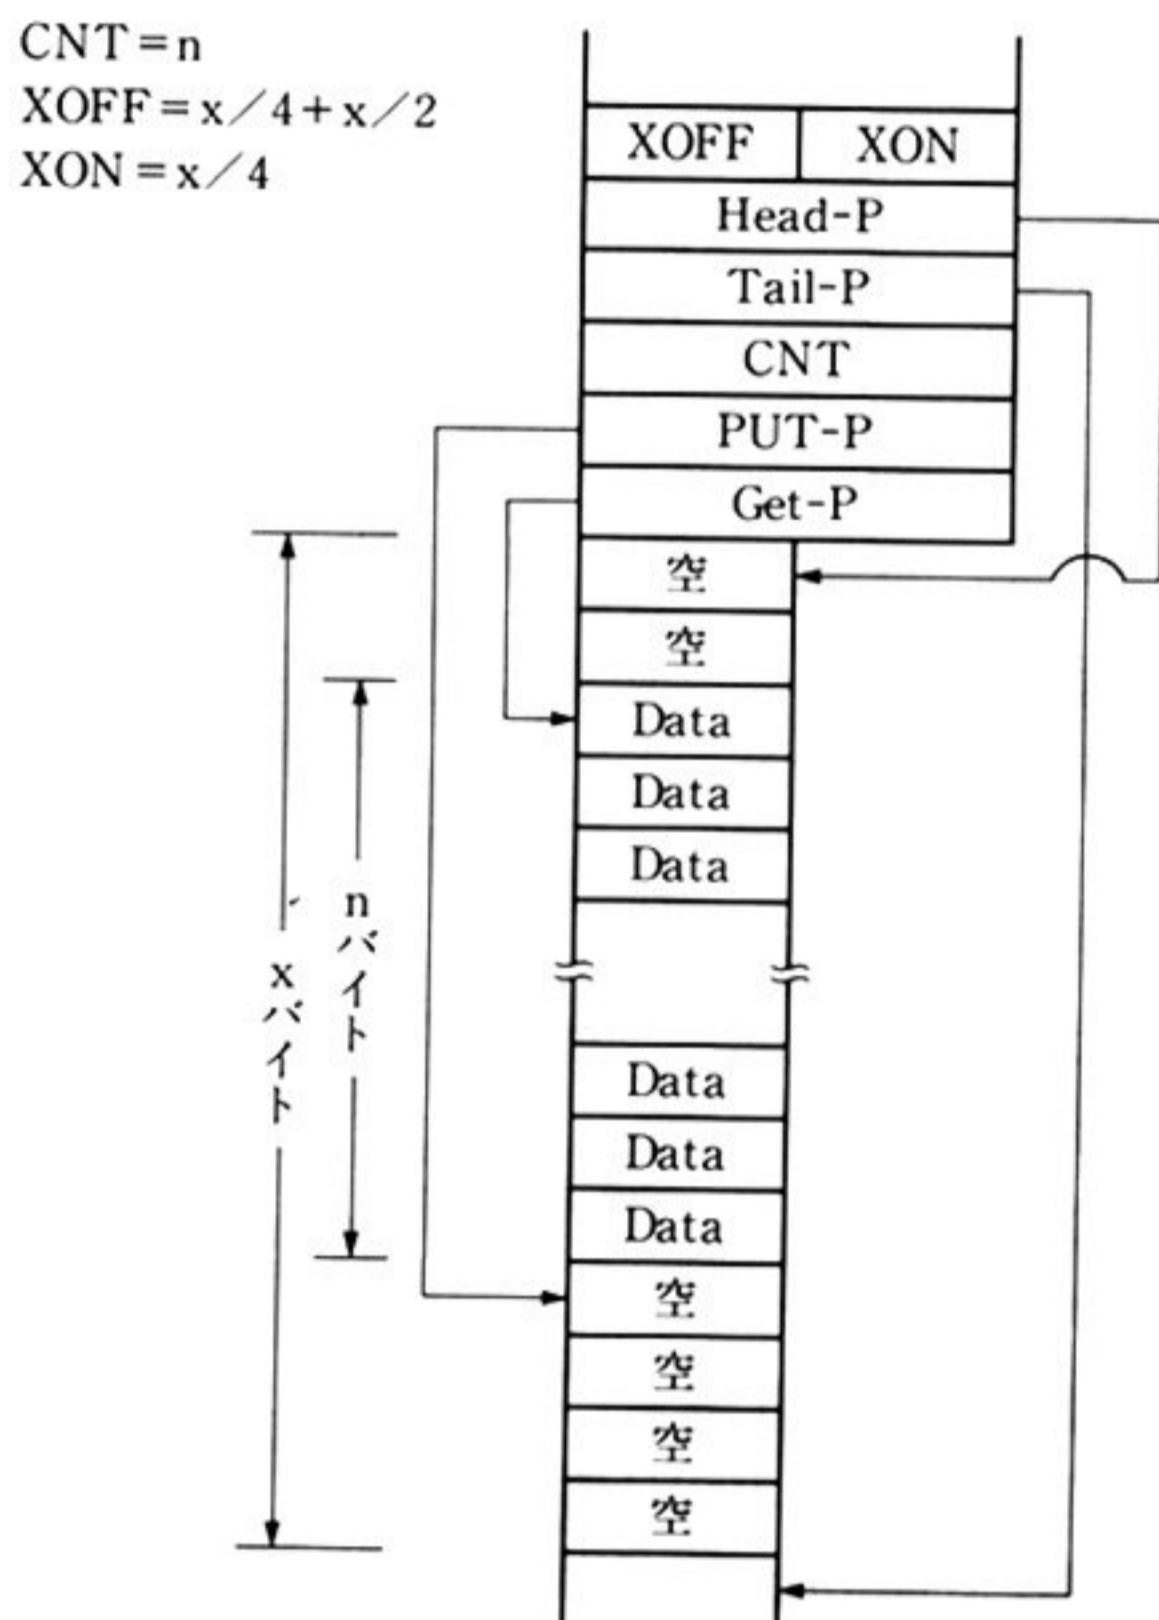 CNT=n
XOFF=x/4+x/2
XON=x/4
XOFF XON
Head-P
Tail-P
CNT
PUT-P
Get-P
空
空
Data
Data
Data
nバイト
xバイト
Data
Data
Data
空
空
空
空